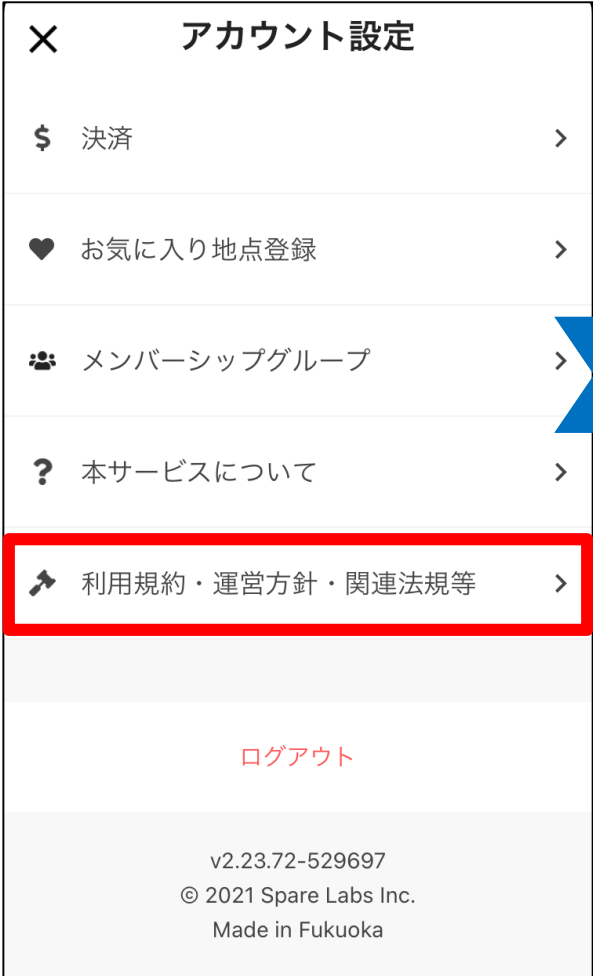 アカウント設定
決済
お気に入り地点登録
メンバーシップグループ
本サービスについて
利用規約・運営方針・関連法規等
ログアウト
v2.23.72-529697
© 2021 Spare Labs Inc.
Made in Fukuoka